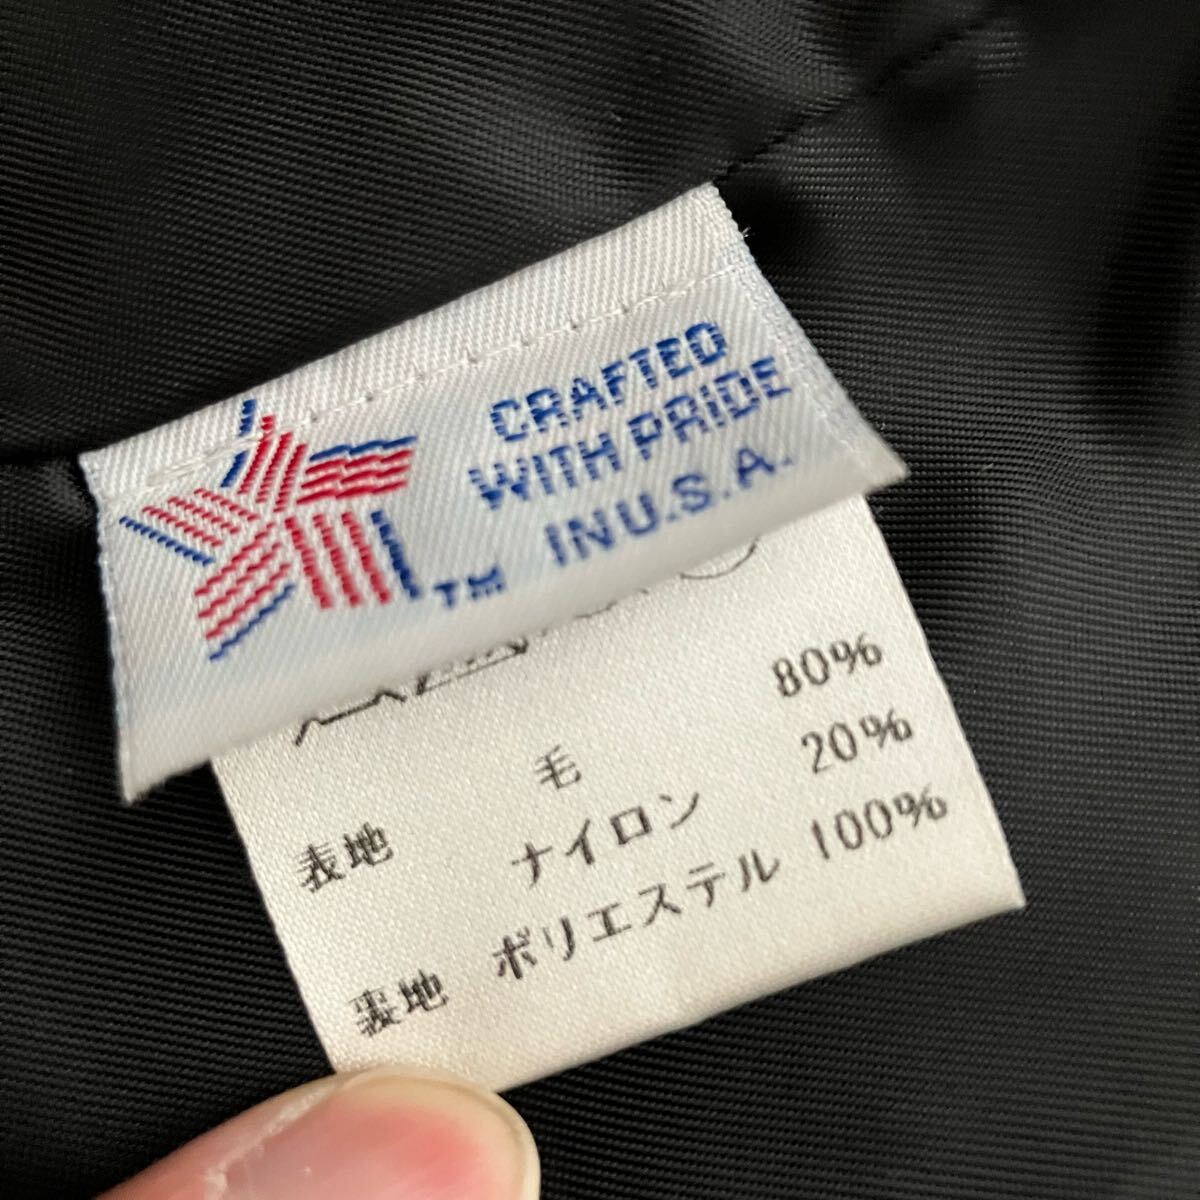 CRAFTED
WITH PRIDE
IN U.S.A.
TM
表地 毛 80%
ナイロン 20%
裏地 ポリエステル 100%